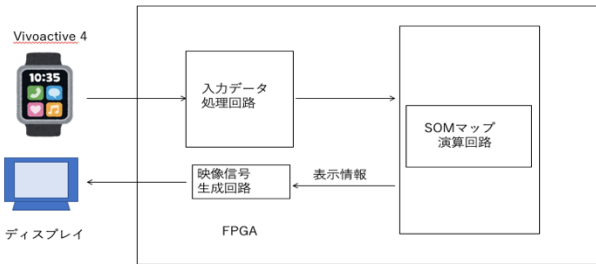 Vivoactive 4
10:35
入力データ
処理回路
SOMマップ
演算回路
映像信号
生成回路
表示情報
ディスプレイ
FPGA